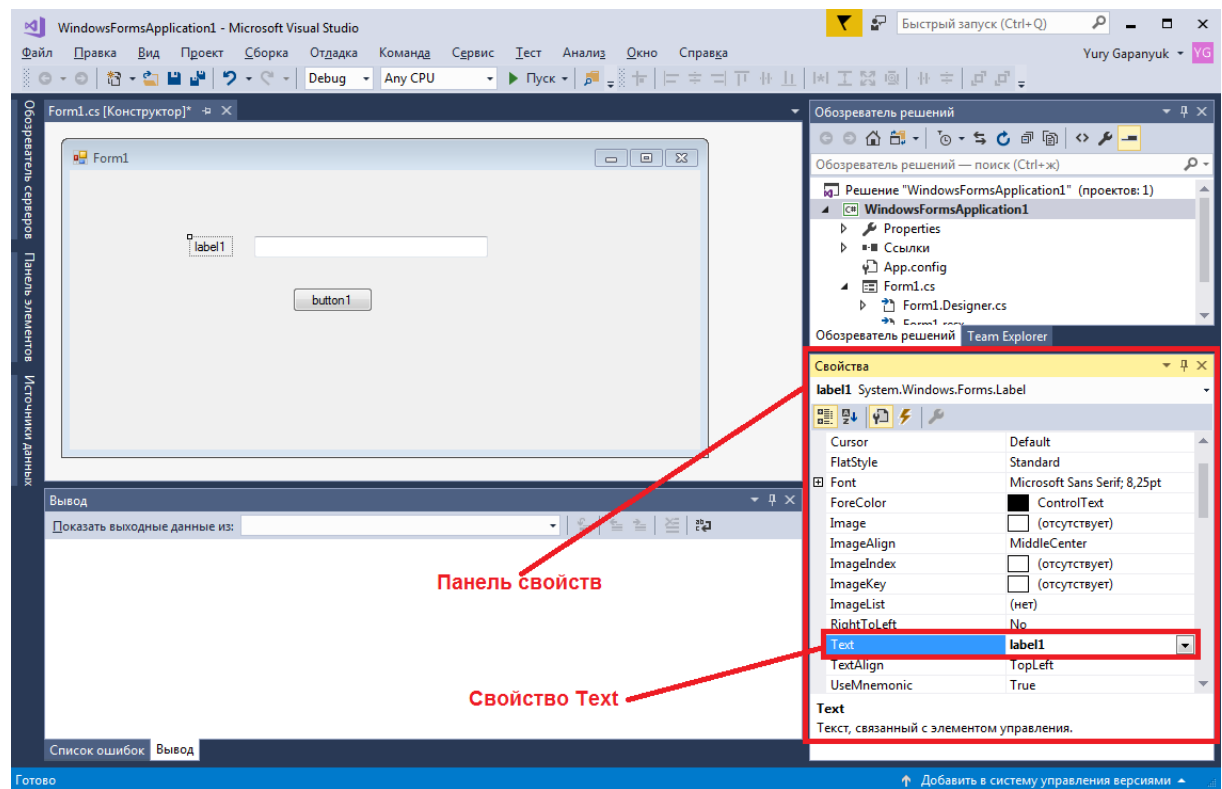 WindowsFormsApplication1 - Microsoft Visual Studio
Быстрый запуск (Ctrl+Q)
Файл Правка Вид Проект Сборка Отладка Команда Сервис Тест Анализ Окно Справка
Yury Gapanyuk YG
Debug Any CPU Пуск
Обозреватель серверов
Панель элементов
Источники данных
Form1.cs [Конструктор]*
Form1
label1
button1
Вывод
Показать выходные данные из:
Панель свойств
Свойство Text
Список ошибок Вывод
Обозреватель решений
Обозреватель решений — поиск (Ctrl+ж)
Решение "WindowsFormsApplication1" (проектов: 1)
C# WindowsFormsApplication1
Properties
Ссылки
App.config
Form1.cs
Form1.Designer.cs
Form1.resx
Обозреватель решений Team Explorer
Свойства
label1 System.Windows.Forms.Label
Cursor Default
FlatStyle Standard
Font Microsoft Sans Serif; 8,25pt
ForeColor ControlText
Image (отсутствует)
ImageAlign MiddleCenter
ImageIndex (отсутствует)
ImageKey (отсутствует)
ImageList (нет)
RightToLeft No
Text label1
TextAlign TopLeft
UseMnemonic True
Text
Текст, связанный с элементом управления.
Готово
Добавить в систему управления версиями